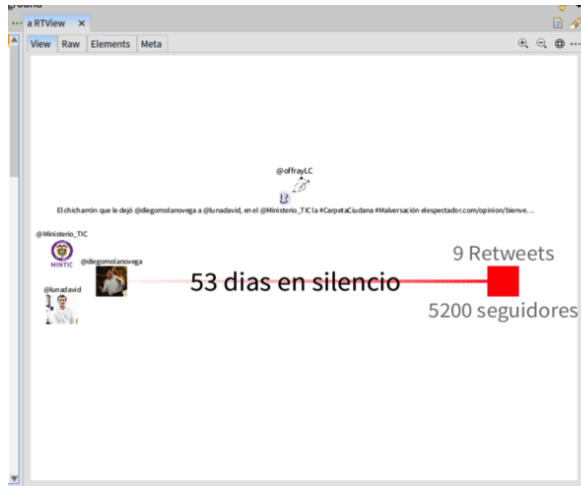 a RTView
View Raw Elements Meta
@offrayLC
El chicharrón que le dejó @diegomolanovega a @lunadavid, en el @Ministerio_TIC la #CarpetaCiudana #Malversación elespectador.com/opinion/bienve…
@Ministerio_TIC
MINTIC
@diegomolanovega
@lunadavid
53 dias en silencio
9 Retweets
5200 seguidores